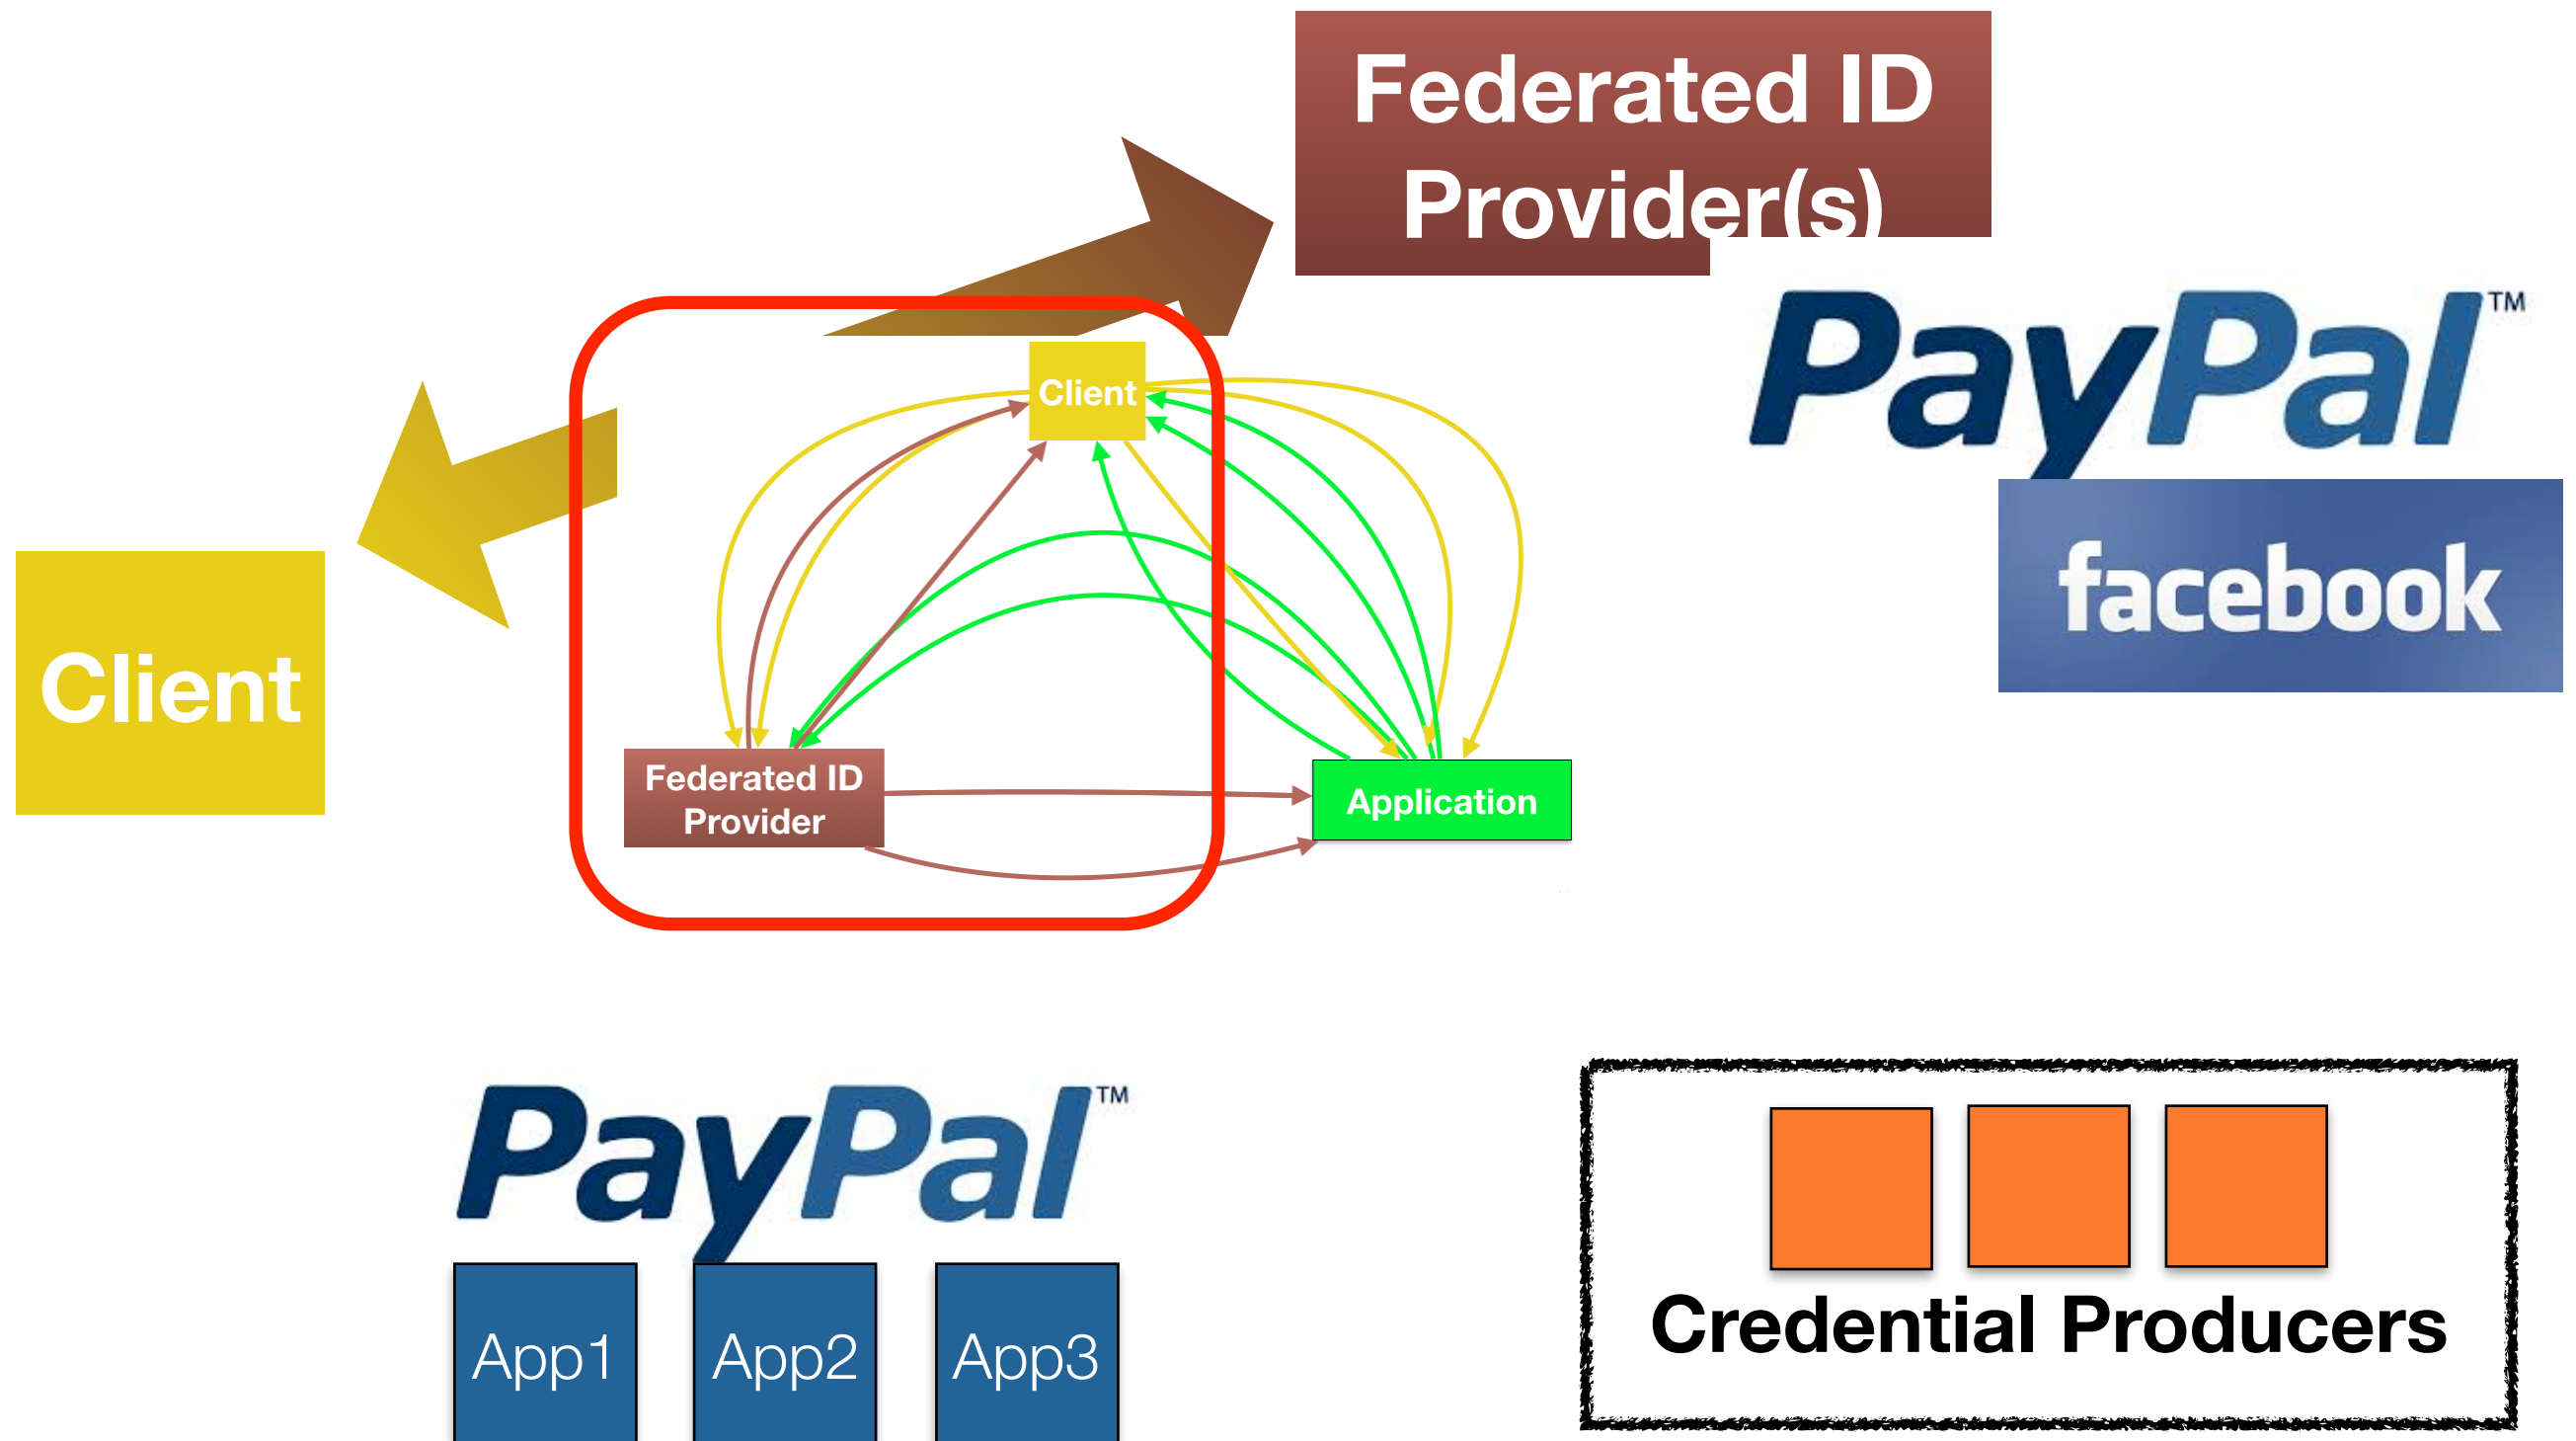 Federated ID
Provider(s)
PayPal™
facebook
Client
Client
Federated ID
Provider
Application
PayPal™
App1
App2
App3
Credential Producers